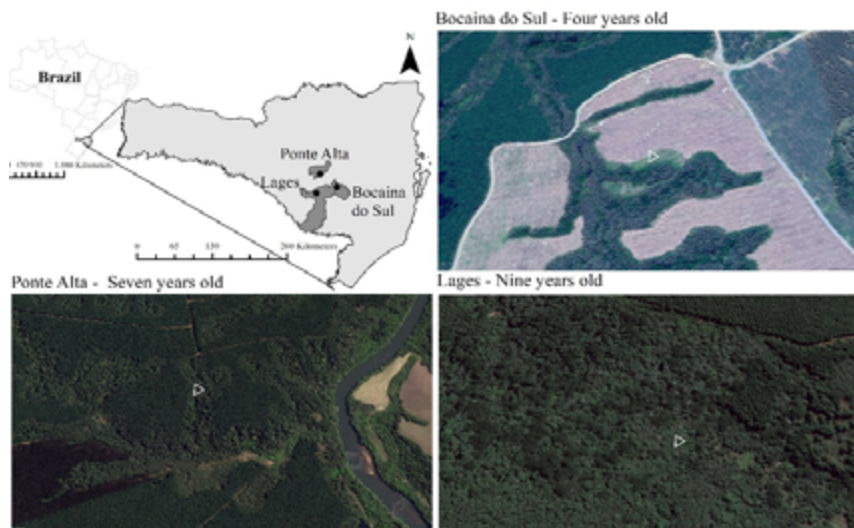 Bocaina do Sul - Four years old
N
Brazil
Ponte Alta
Lages
Bocaina
do Sul
0 65 130 260 Kilometers
Ponte Alta - Seven years old
Lages - Nine years old